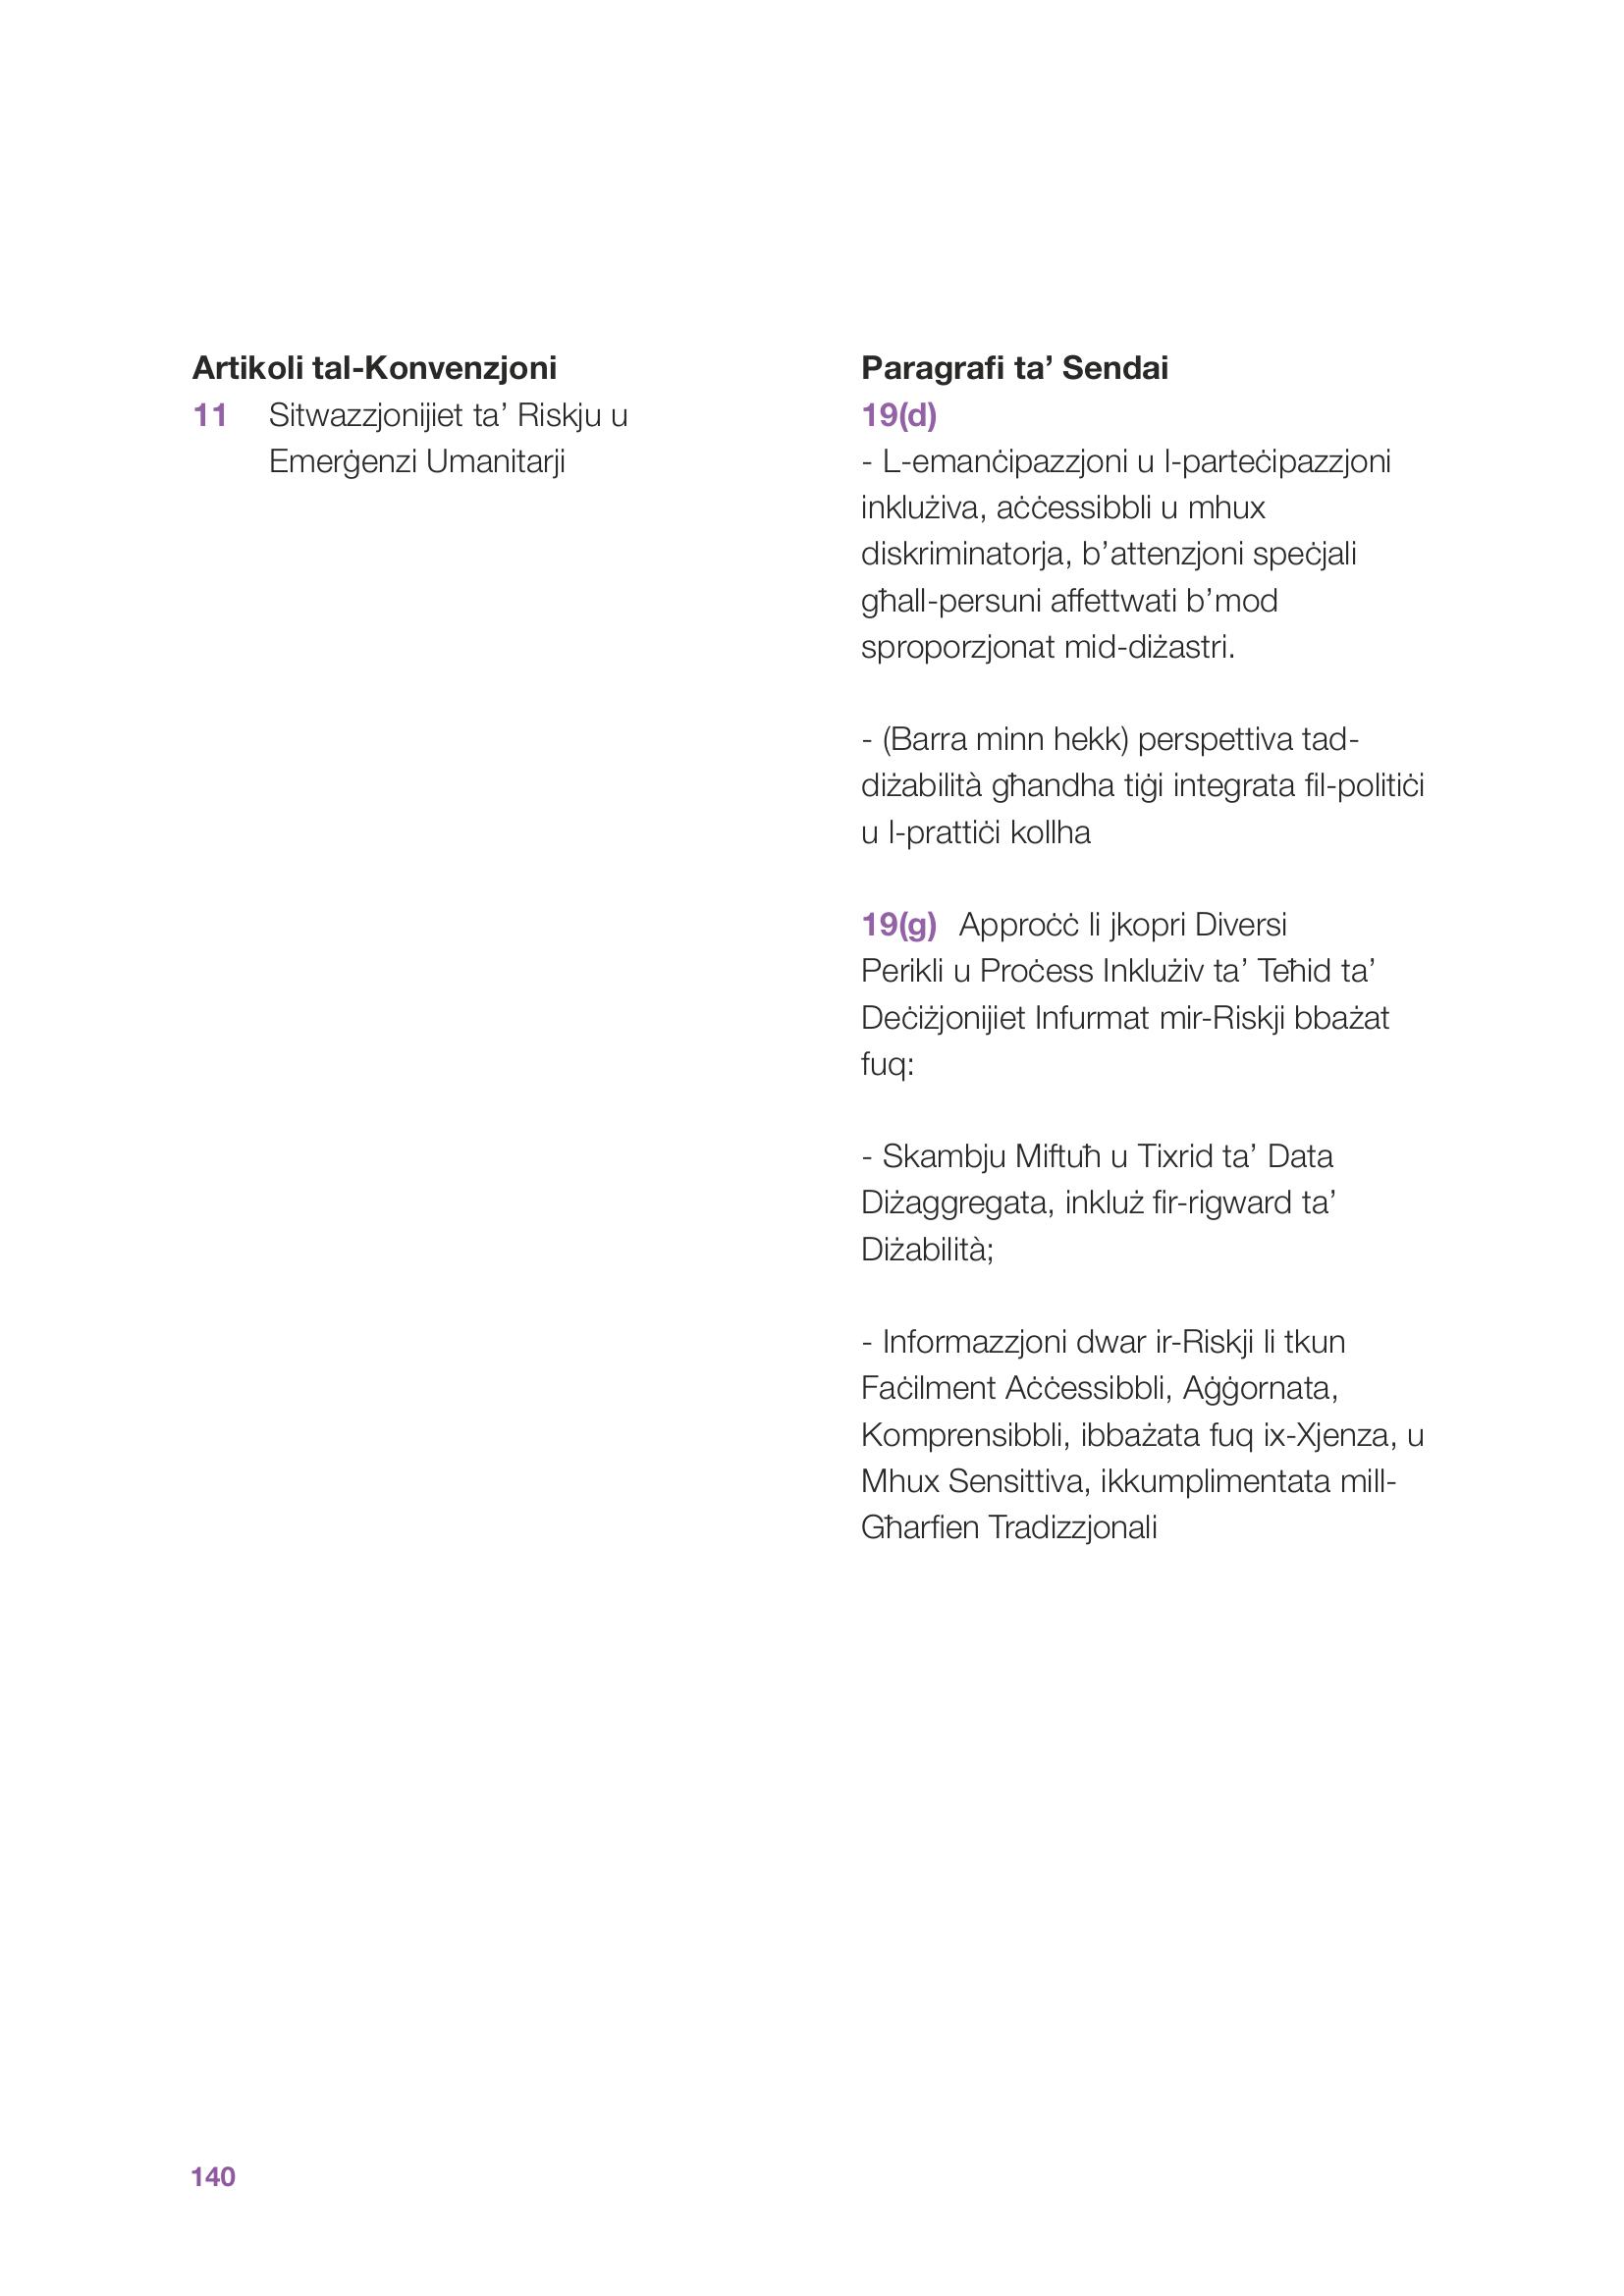 Artikoli tal-Konvenzjoni
11 Sitwazzjonijiet ta’ Riskju u
Emerġenzi Umanitarji
Paragrafi ta’ Sendai
19(d)
- L-emanċipazzjoni u l-parteċipazzjoni
inklużiva, aċċessibbli u mhux
diskriminatorja, b’attenzjoni speċjali
għall-persuni affettwati b’mod
sproporzjonat mid-diżastri.
- (Barra minn hekk) perspettiva tad-
diżabilità għandha tiġi integrata fil-politiċi
u l-prattiċi kollha
19(g) Approċċ li jkopri Diversi
Perikli u Proċess Inklużiv ta’ Teħid ta’
Deċiżjonijiet Infurmat mir-Riskji bbażat
fuq:
- Skambju Miftuħ u Tixrid ta’ Data
Diżaggregata, inkluż fir-rigward ta’
Diżabilità;
- Informazzjoni dwar ir-Riskji li tkun
Faċilment Aċċessibbli, Aġġornata,
Komprensibbli, ibbażata fuq ix-Xjenza, u
Mhux Sensittiva, ikkumplimentata mill-
Għarfien Tradizzjonali
140